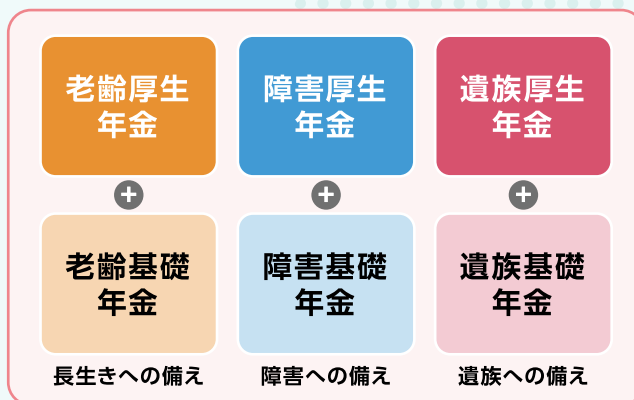 老齢厚生
年金
障害厚生
年金
遺族厚生
年金
+
+
+
老齢基礎
年金
障害基礎
年金
遺族基礎
年金
長生きへの備え
障害への備え
遺族への備え